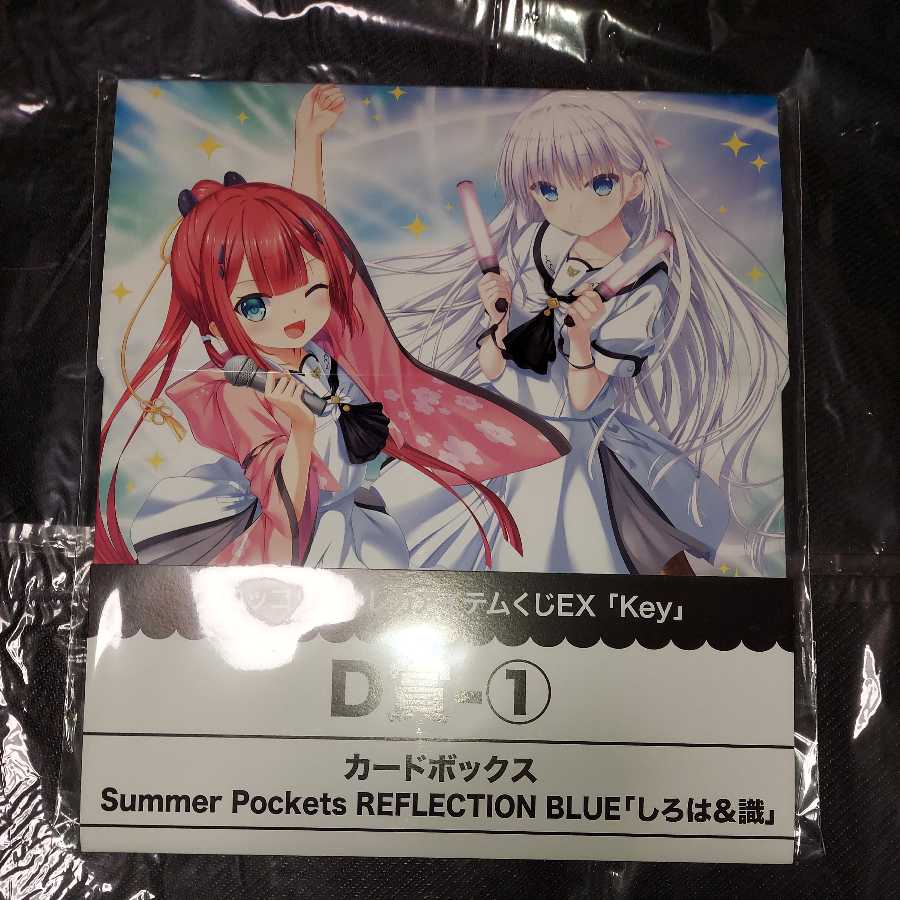 テムくじEX「Key」
D賞-①
カードボックス
Summer Pockets REFLECTION BLUE「しろは&識」